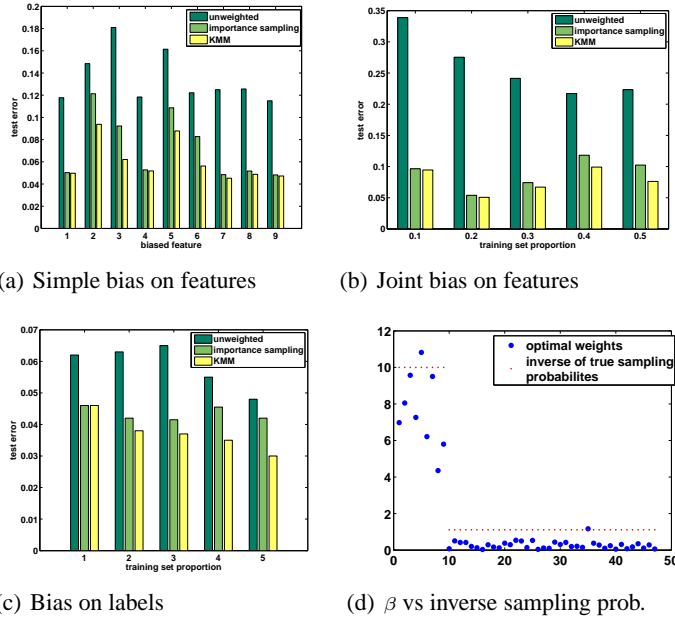 0.2
0.18
0.16
0.14
0.12
0.1
0.08
0.06
0.04
0.02
0
test error
unweighted
importance sampling
KMM
1 2 3 4 5 6 7 8 9
biased feature
(a) Simple bias on features
0.35
0.3
0.25
0.2
0.15
0.1
0.05
0
test error
unweighted
importance sampling
KMM
0.1 0.2 0.3 0.4 0.5
training set proportion
(b) Joint bias on features
0.07
0.06
0.05
0.04
0.03
0.02
0.01
0
test error
unweighted
importance sampling
KMM
1 2 3 4 5
training set proportion
(c) Bias on labels
12
10
8
6
4
2
0
optimal weights
inverse of true sampling
probabilites
0 10 20 30 40 50
(d) β vs inverse sampling prob.